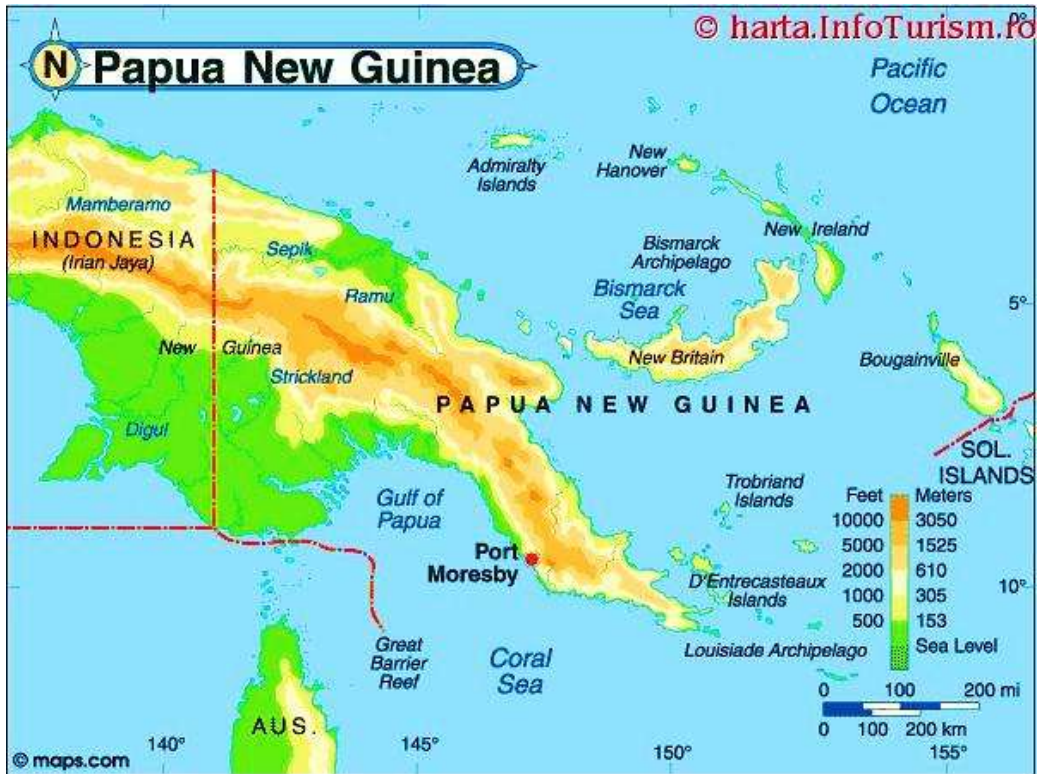 © harta.InfoTurism.ro
0°
N Papua New Guinea
Pacific
Ocean
Admiralty
Islands
New
Hanover
Mamberamo
New Ireland
INDONESIA
(Irian Jaya)
Sepik
Bismarck
Archipelago
Ramu
Bismarck
Sea
5°
New Guinea
New Britain
Bougainville
Strickland
PAPUA NEW GUINEA
Digul
SOL.
ISLANDS
Trobriand
Islands
Gulf of
Papua
Feet Meters
10000 3050
5000 1525
2000 610
1000 305
500 153
Sea Level
Port
Moresby
D'Entrecasteaux
Islands
10°
Great
Barrier
Reef
Coral
Sea
Louisiade Archipelago
0 100 200 mi
0 100 200 km
AUS.
140° 145° 150° 155°
© maps.com